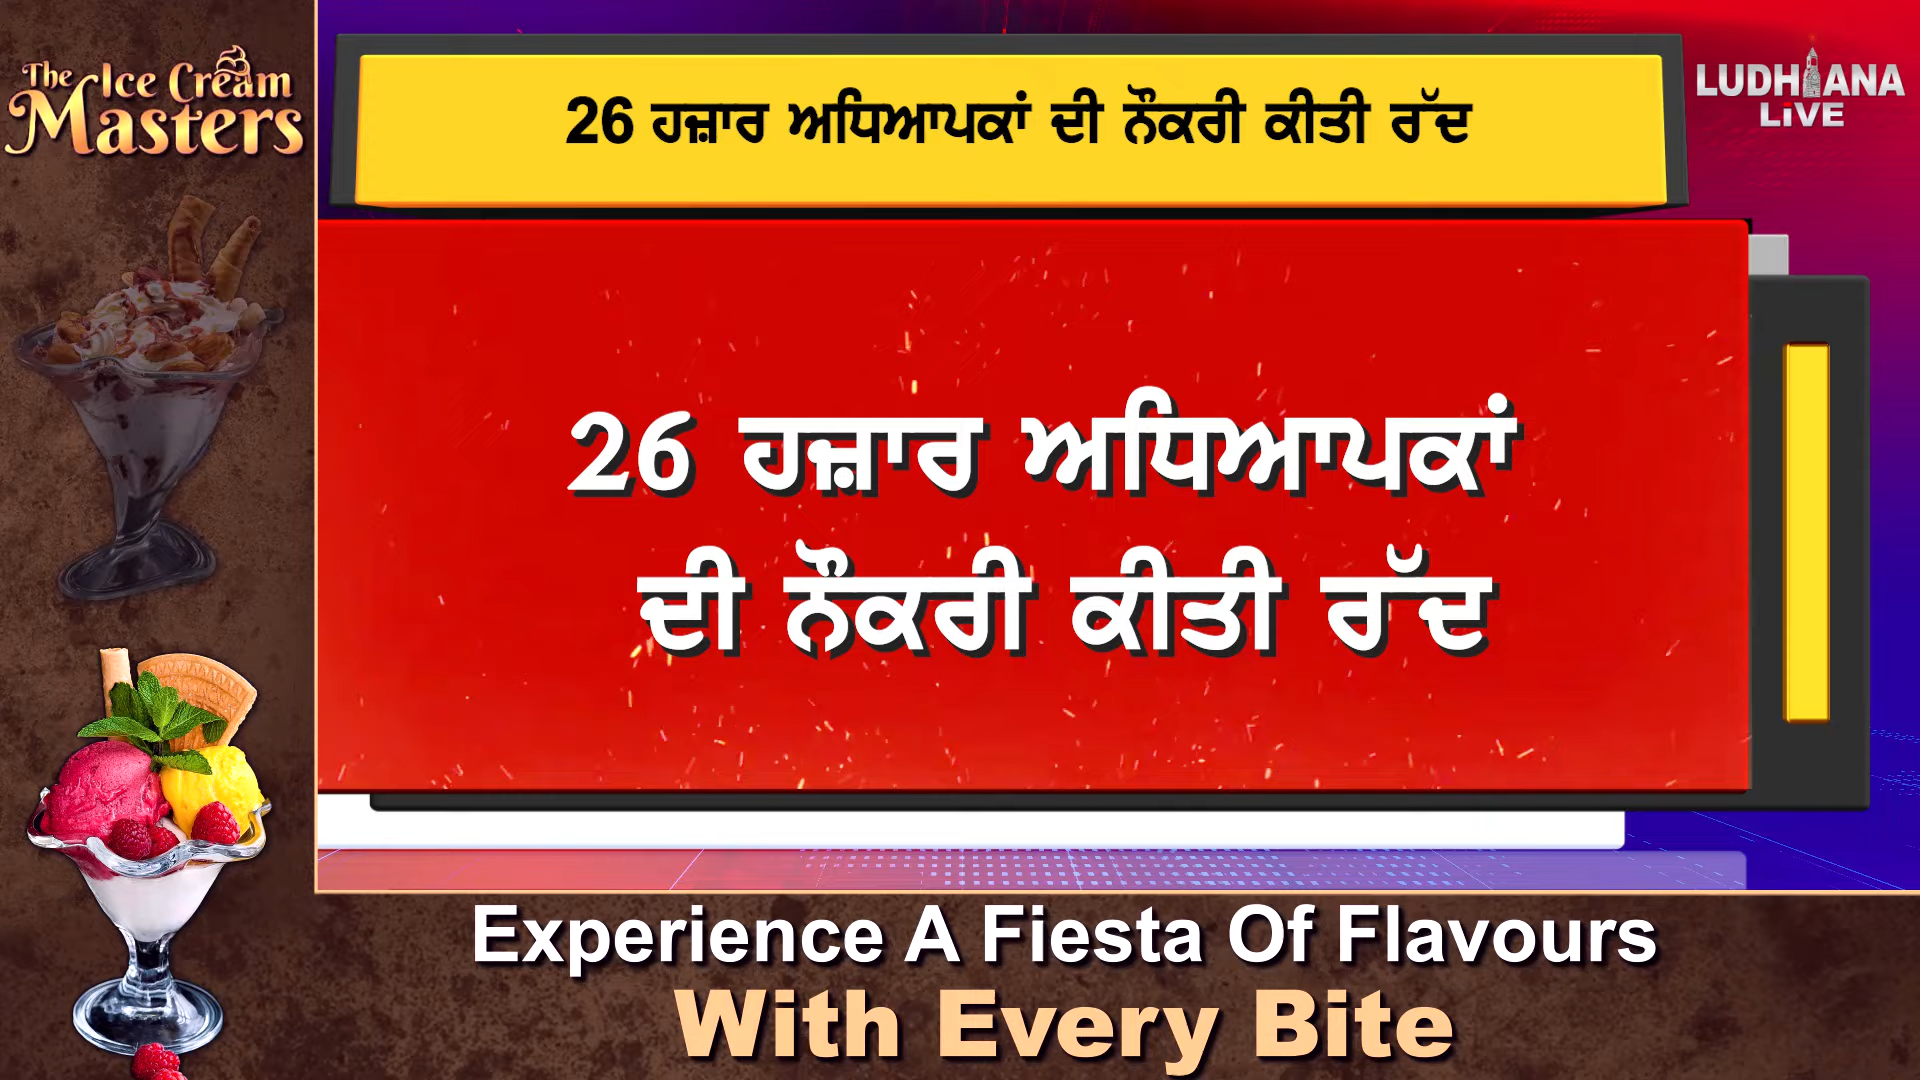 The Ice Cream
Masters
26 ਹਜ਼ਾਰ ਅਧਿਆਪਕਾਂ ਦੀ ਨੌਕਰੀ ਕੀਤੀ ਰੱਦ
LUDHIANA
LiVE
26 ਹਜ਼ਾਰ ਅਧਿਆਪਕਾਂ
ਦੀ ਨੌਕਰੀ ਕੀਤੀ ਰੱਦ
Experience A Fiesta Of Flavours
With Every Bite